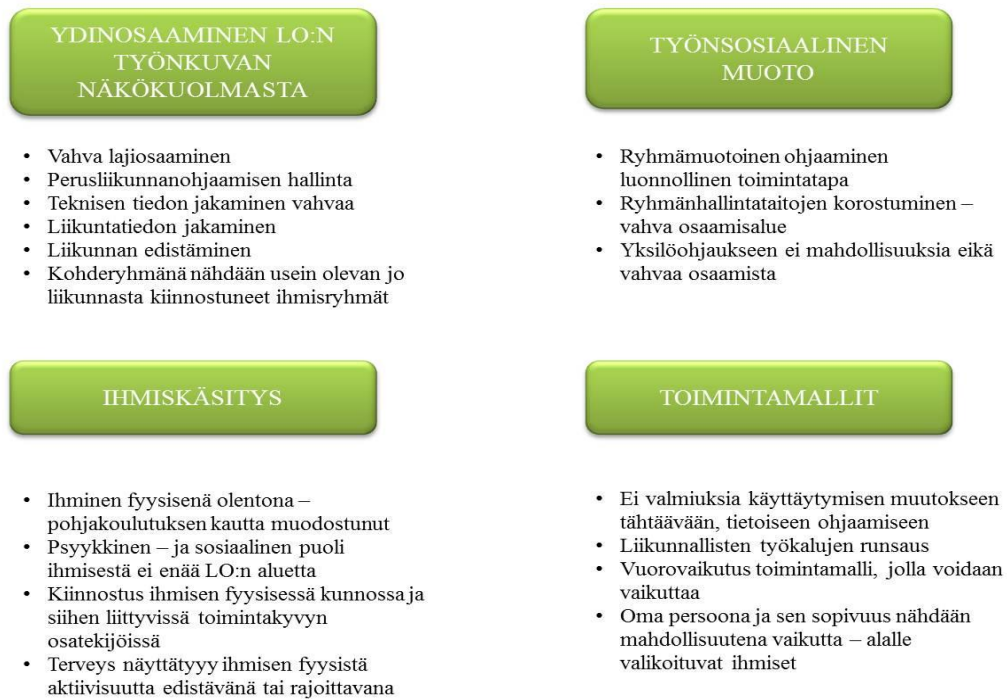 YDINOSAAMINEN LO:N
TYÖNKUVAN
NÄKÖKUOLMASTA
• Vahva lajiosaaminen
• Perusliikunnanohjaamisen hallinta
• Teknisen tiedon jakaminen vahvaa
• Liikuntatiedon jakaminen
• Liikunnan edistäminen
• Kohderyhmänä nähdään usein olevan jo
liikunnasta kiinnostuneet ihmisryhmät
TYÖNSOSIAALINEN
MUOTO
• Ryhmämuotoinen ohjaaminen
luonnollinen toimintatapa
• Ryhmänhallintataitojen korostuminen –
vahva osaamisalue
• Yksilöohjaukseen ei mahdollisuuksia eikä
vahvaa osaamista
IHMISKÄSITYS
• Ihminen fyysisenä olentona –
pohjakoulutuksen kautta muodostunut
• Psyykkinen – ja sosiaalinen puoli
ihmisestä ei enää LO:n aluetta
• Kiinnostus ihmisen fyysisessä kunnossa ja
siihen liittyvissä toimintakyvyn
osatekijöissä
• Terveys näyttätyyy ihmisen fyysistä
aktiivisuutta edistävänä tai rajoittavana
TOIMINTAMALLIT
• Ei valmiuksia käyttäytymisen muutokseen
tähtäävään, tietoiseen ohjaamiseen
• Liikunnallisten työkalujen runsaus
• Vuorovaikutus toimintamalli, jolla voidaan
vaikuttaa
• Oma persoona ja sen sopivuus nähdään
mahdollisuutena vaikutta – alalle
valikoituvat ihmiset